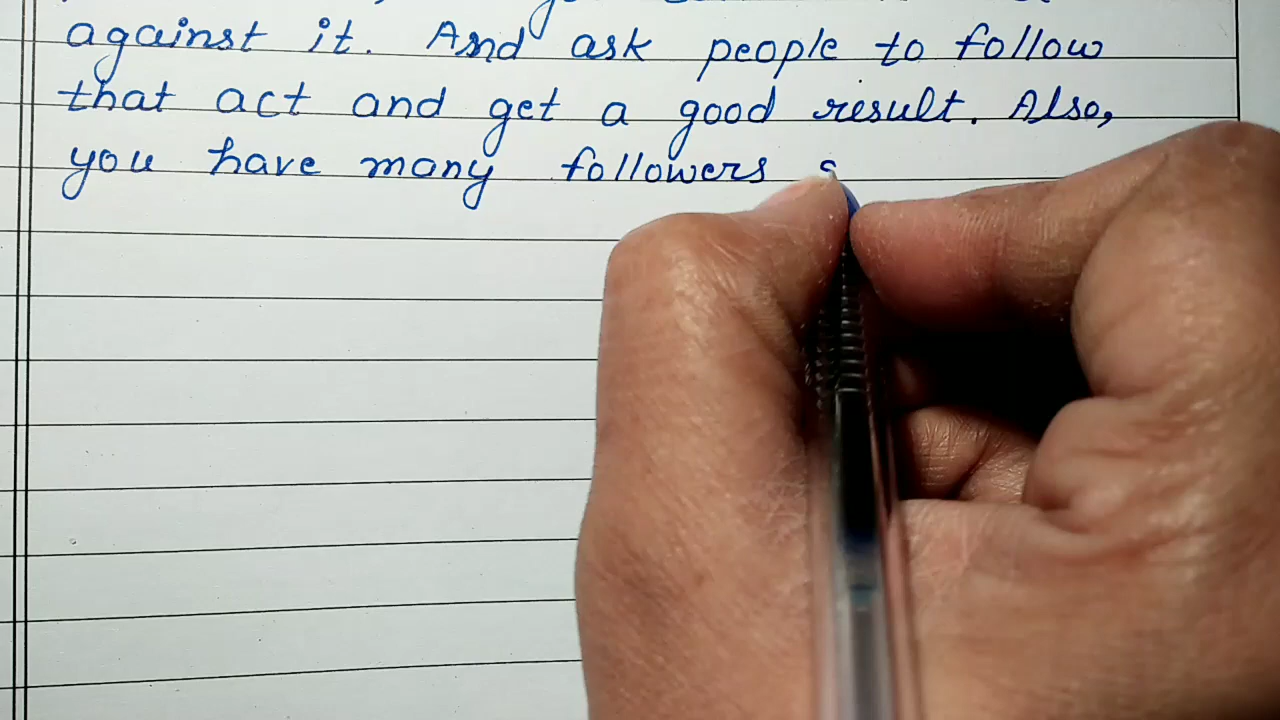 against it. And ask people to follow
that act and get a good result. Also,
you have many followers